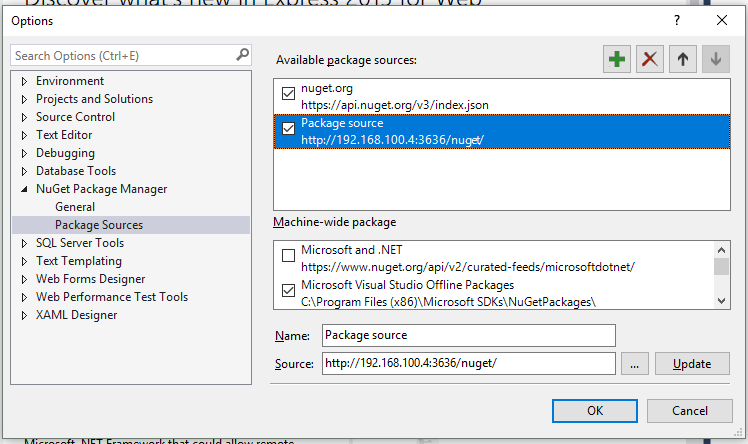 Discover what's new in Express 2015 for Web
Options
? X
Search Options (Ctrl+E)
Environment
Projects and Solutions
Source Control
Text Editor
Debugging
Database Tools
NuGet Package Manager
General
Package Sources
SQL Server Tools
Text Templating
Web Forms Designer
Web Performance Test Tools
XAML Designer
Available package sources:
nuget.org
https://api.nuget.org/v3/index.json
Package source
http://192.168.100.4:3636/nuget/
Machine-wide package
Microsoft and .NET
https://www.nuget.org/api/v2/curated-feeds/microsoftdotnet/
Microsoft Visual Studio Offline Packages
C:\Program Files (x86)\Microsoft SDKs\NuGetPackages\
Name: Package source
Source: http://192.168.100.4:3636/nuget/ ... Update
OK Cancel
Microsoft .NET Framework that could allow remote